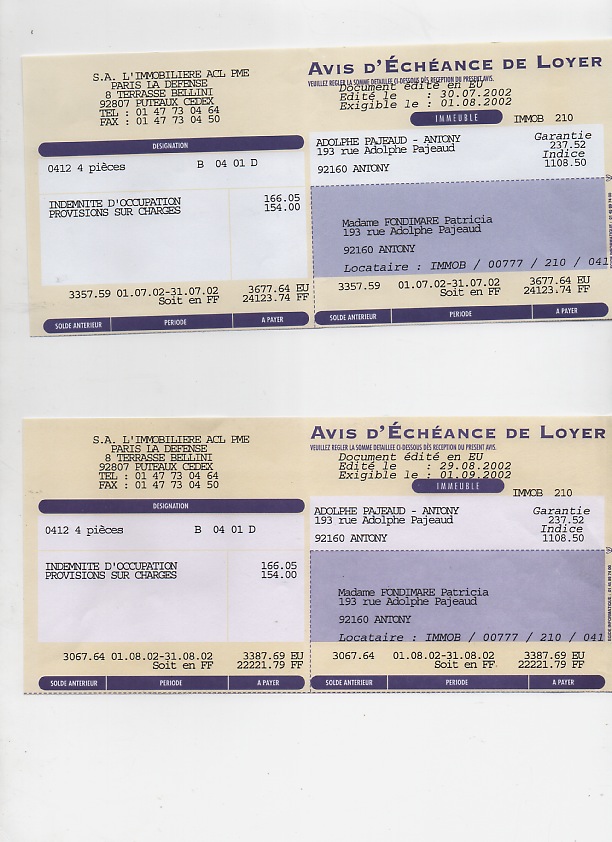 S.A. L'IMMOBILIERE ACL PME
PARIS LA DEFENSE
8 TERRASSE BELLINI
92807 PUTEAUX CEDEX
TEL : 01 47 73 04 64
FAX : 01 47 73 04 50
DESIGNATION
0412 4 pièces B 04 01 D
INDEMNITE D'OCCUPATION 166.05
PROVISIONS SUR CHARGES 154.00
3357.59 01.07.02-31.07.02 3677.64 EU
Soit en FF 24123.74 FF
SOLDE ANTERIEUR PERIODE A PAYER
AVIS D'ÉCHÉANCE DE LOYER
VEUILLEZ REGLER LA SOMME DETAILLEE CI-DESSOUS DÈS RECEPTION DU PRESENT AVIS.
Document édité en EU
Edité le : 30.07.2002
Exigible le : 01.08.2002
IMMEUBLE IMMOB 210
ADOLPHE PAJEAUD - ANTONY Garantie
193 rue Adolphe Pajeaud 237.52
Indice
92160 ANTONY 1108.50
Madame FONDIMARE Patricia
193 rue Adolphe Pajeaud
92160 ANTONY
Locataire : IMMOB / 00777 / 210 / 041
3357.59 01.07.02-31.07.02 3677.64 EU
Soit en FF 24123.74 FF
SOLDE ANTERIEUR PERIODE A PAYER
S.A. L'IMMOBILIERE ACL PME
PARIS LA DEFENSE
8 TERRASSE BELLINI
92807 PUTEAUX CEDEX
TEL : 01 47 73 04 64
FAX : 01 47 73 04 50
DESIGNATION
0412 4 pièces B 04 01 D
INDEMNITE D'OCCUPATION 166.05
PROVISIONS SUR CHARGES 154.00
3067.64 01.08.02-31.08.02 3387.69 EU
Soit en FF 22221.79 FF
SOLDE ANTERIEUR PERIODE A PAYER
AVIS D'ÉCHÉANCE DE LOYER
VEUILLEZ REGLER LA SOMME DETAILLEE CI-DESSOUS DÈS RECEPTION DU PRESENT AVIS.
Document édité en EU
Edité le : 29.08.2002
Exigible le : 01.09.2002
IMMEUBLE IMMOB 210
ADOLPHE PAJEAUD - ANTONY Garantie
193 rue Adolphe Pajeaud 237.52
Indice
92160 ANTONY 1108.50
Madame FONDIMARE Patricia
193 rue Adolphe Pajeaud
92160 ANTONY
Locataire : IMMOB / 00777 / 210 / 041
3067.64 01.08.02-31.08.02 3387.69 EU
Soit en FF 22221.79 FF
SOLDE ANTERIEUR PERIODE A PAYER